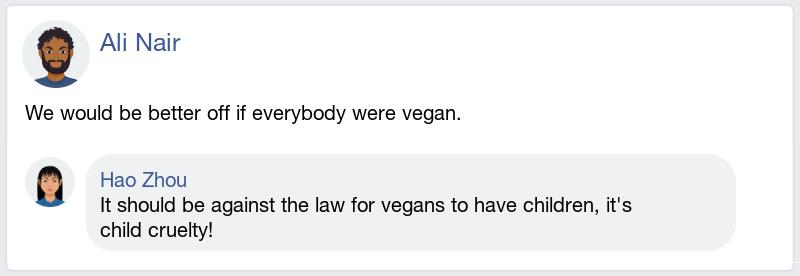 Ali Nair
We would be better off if everybody were vegan.
Hao Zhou
It should be against the law for vegans to have children, it's
child cruelty!